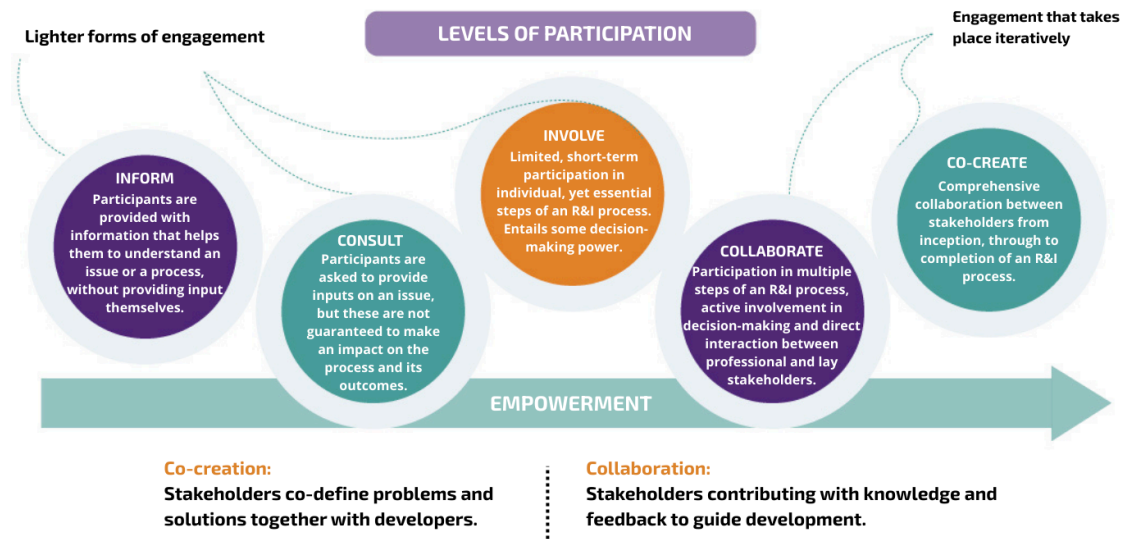 LEVELS OF PARTICIPATION
Lighter forms of engagement
Engagement that takes
place iteratively
INFORM
Participants are
provided with
information that helps
them to understand an
issue or a process,
without providing input
themselves.
CONSULT
Participants are
asked to provide
inputs on an issue,
but these are not
guaranteed to make
an impact on the
process and its
outcomes.
INVOLVE
Limited, short-term
participation in
individual, yet essential
steps of an R&I process.
Entails some decision-
making power.
COLLABORATE
Participation in multiple
steps of an R&I process,
active involvement in
decision-making and direct
interaction between
professional and lay
stakeholders.
CO-CREATE
Comprehensive
collaboration between
stakeholders from
inception, through to
completion of an R&I
process.
EMPOWERMENT
Co-creation:
Stakeholders co-define problems and
solutions together with developers.
Collaboration:
Stakeholders contributing with knowledge and
feedback to guide development.